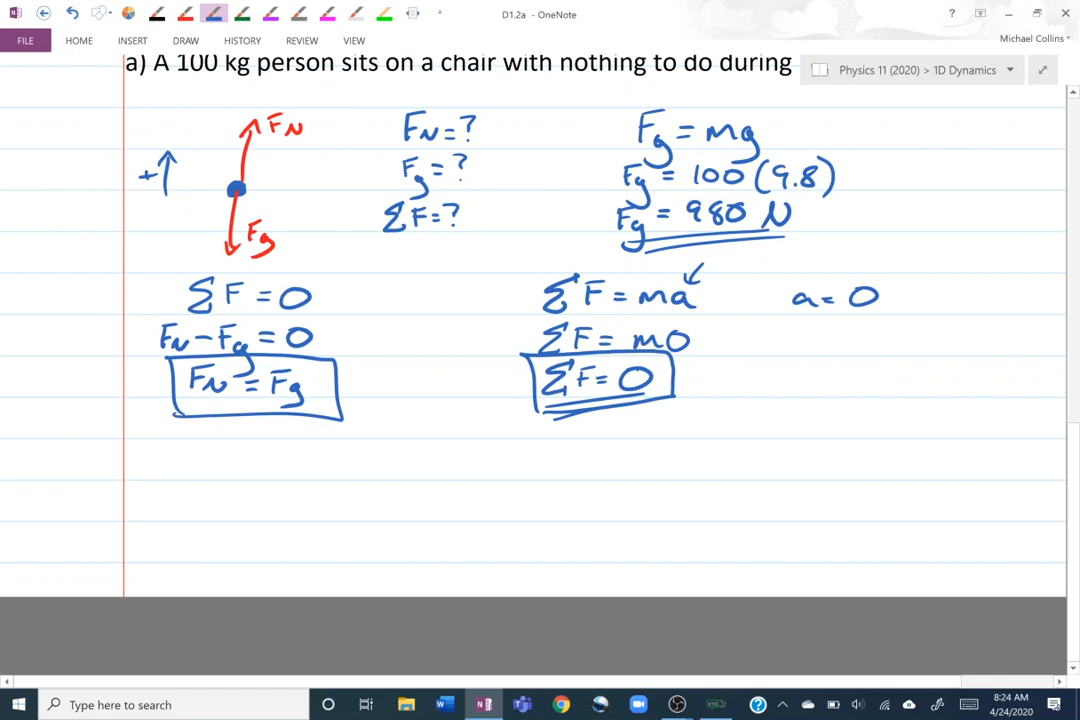 D1.2a - OneNote
?
FILE
HOME
INSERT
DRAW
HISTORY
REVIEW
VIEW
Michael Collins
a) A 100 kg person sits on a chair with nothing to do during
Physics 11 (2020) > 1D Dynamics
FN
+
Fg
FN = ?
Fg = ?
ΣF = ?
Fg = mg
Fg = 100 (9.8)
Fg = 980 N
ΣF = 0
FN - Fg = 0
FN = Fg
ΣF = ma
a = 0
ΣF = m0
ΣF = 0
Type here to search
8:24 AM
4/24/2020